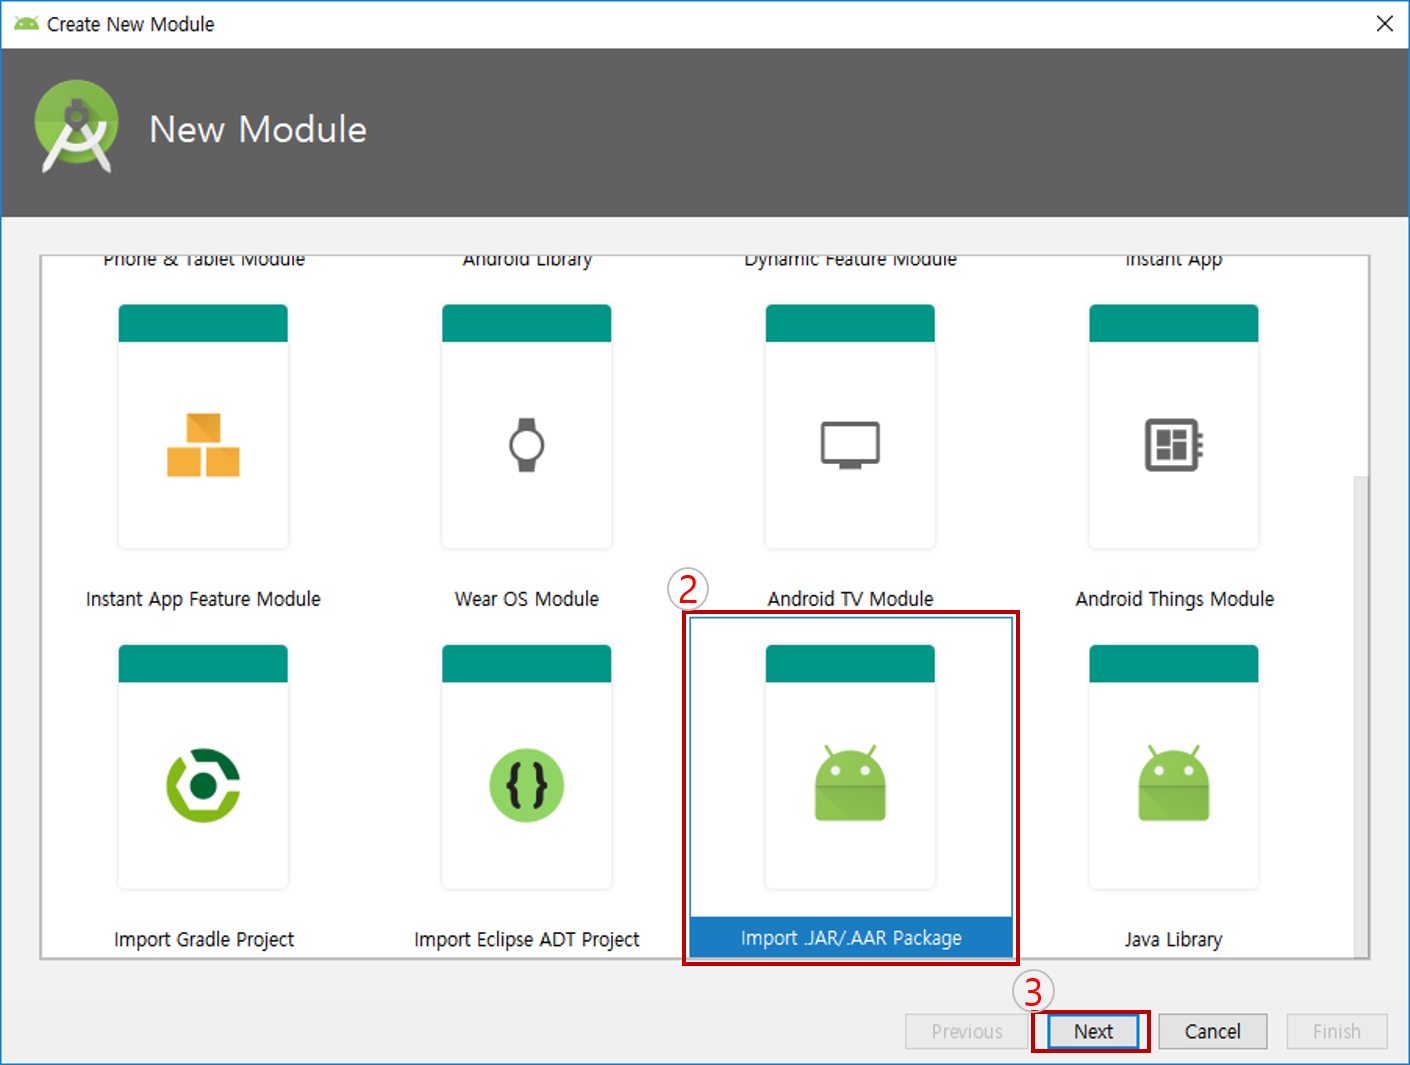 Create New Module
New Module
Phone & Tablet Module
Android Library
Dynamic Feature Module
Instant App
Instant App Feature Module
Wear OS Module
Android TV Module
Android Things Module
2
Import Gradle Project
Import Eclipse ADT Project
Import .JAR/.AAR Package
Java Library
3
Previous
Next
Cancel
Finish